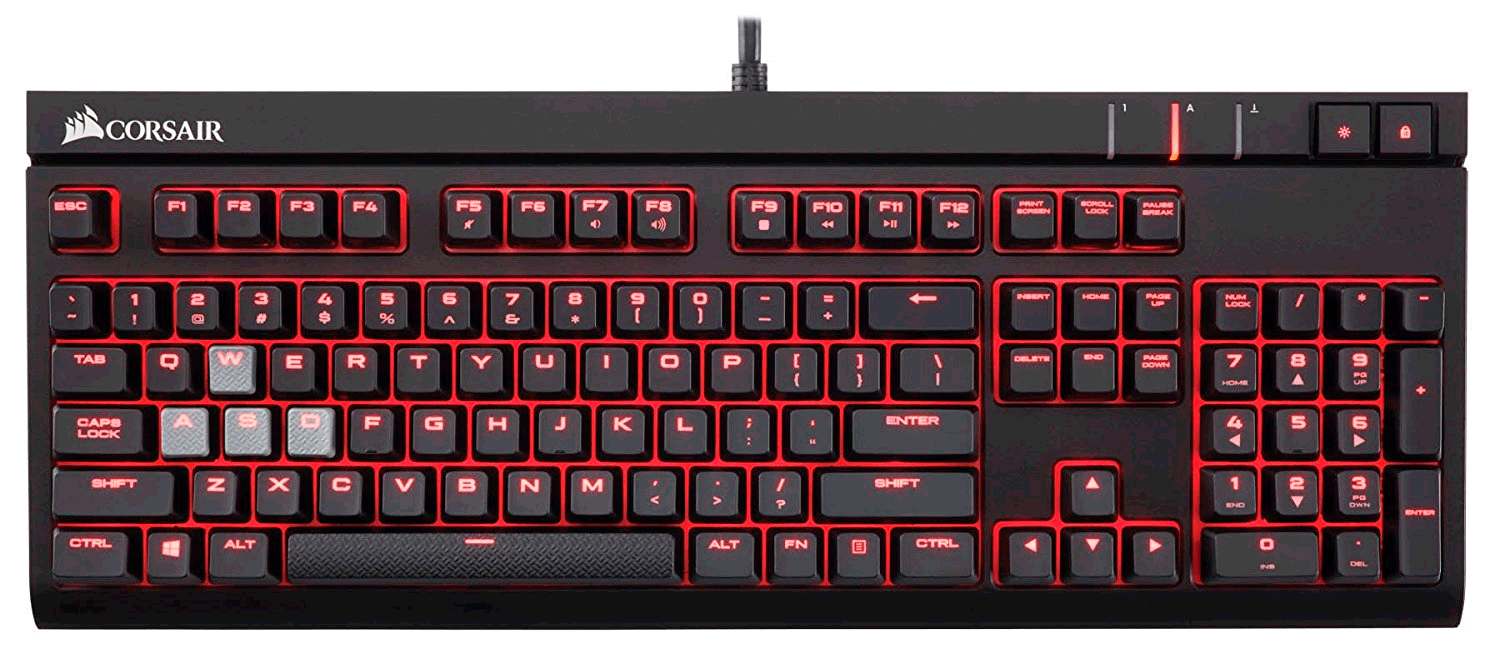 CORSAIR 1 A
ESC F1 F2 F3 F4 F5 F6 F7 F8 F9 F10 F11 F12 PRINT SCREEN SCROLL LOCK PAUSE BREAK
` ~ 1 ! 2 @ 3 # 4 $ 5 % 6 ^ 7 & 8 * 9 ( 0 ) - _ = + ← INSERT HOME PAGE UP NUM LOCK / * -
TAB Q W E R T Y U I O P [ { ] } \ | DELETE END PAGE DOWN 7 HOME 8 ▲ 9 PG UP +
CAPS LOCK A S D F G H J K L ; : ' " ENTER 4 ◀ 5 6 ▶
SHIFT Z X C V B N M , < . > / ? SHIFT ▲ 1 END 2 ▼ 3 PG DWN ENTER
CTRL ALT ALT FN CTRL ◀ ▼ ▶ 0 INS . DEL